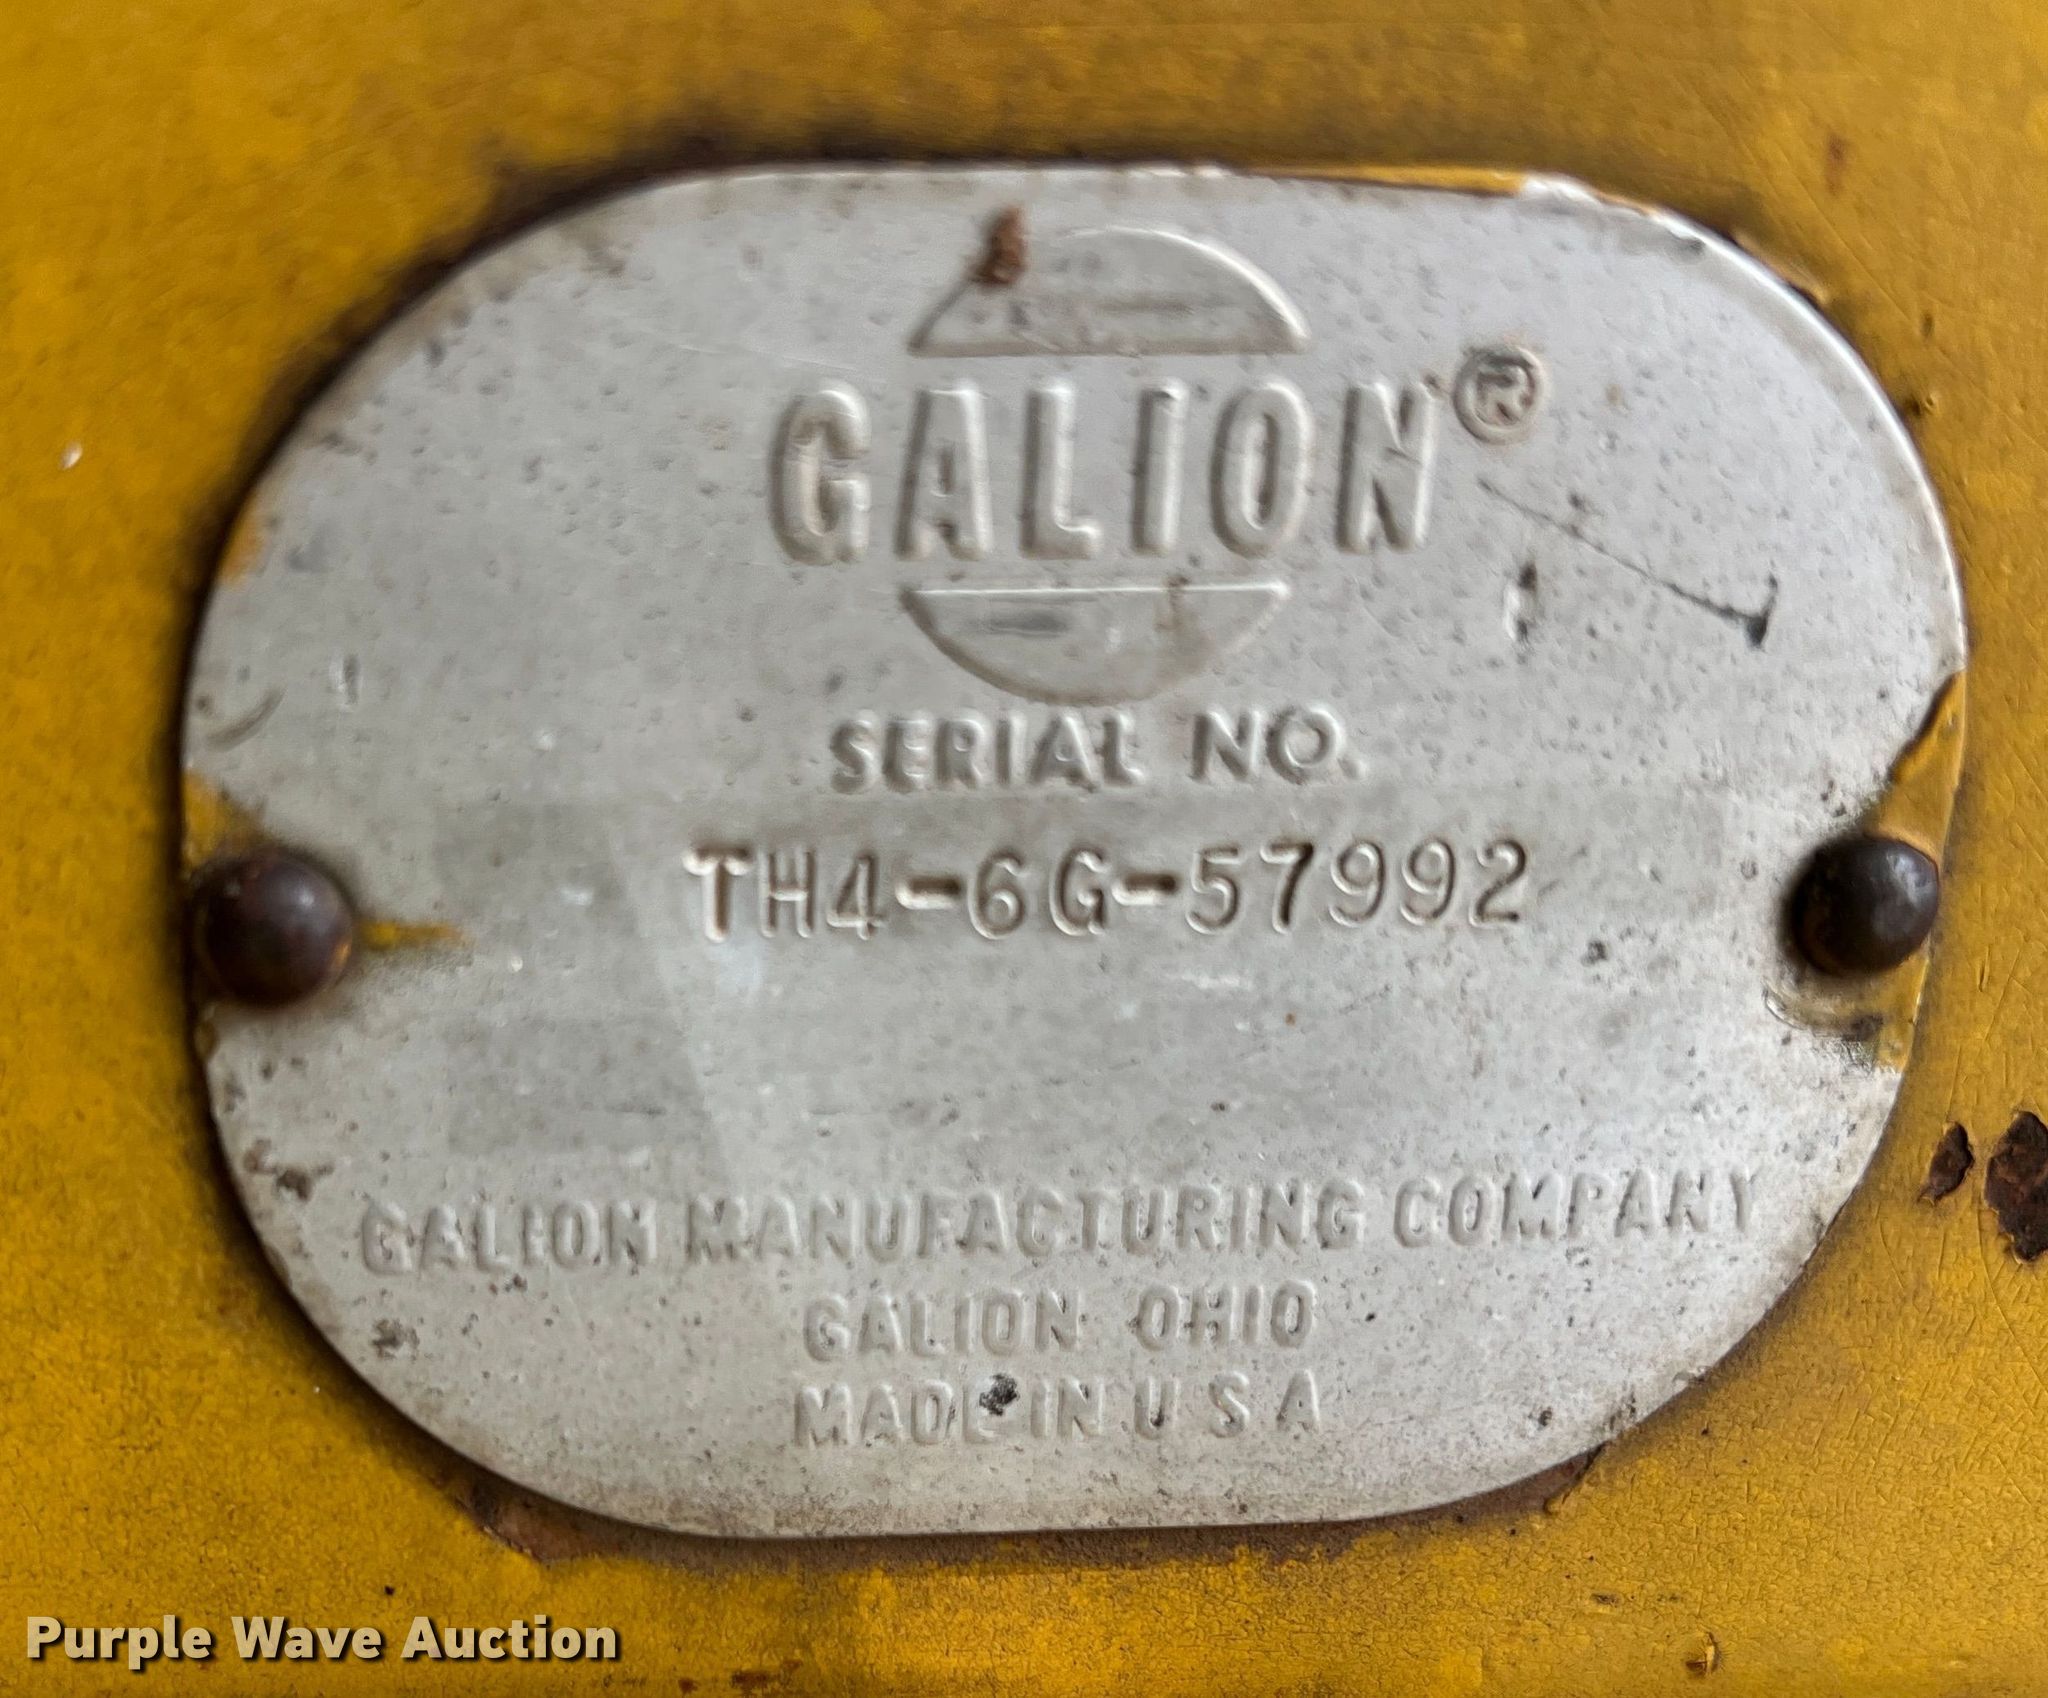 GALION®
SERIAL NO.
TH4-6G-57992
GALION MANUFACTURING COMPANY
GALION OHIO
MADE IN U S A
Purple Wave Auction